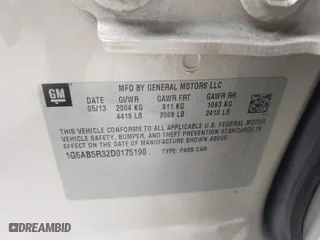 GM
MFD BY GENERAL MOTORS LLC
DATE GVWR GAWR FRT GAWR RR
05/13 2004 KG 911 KG 1093 KG
4419 LB 2009 LB 2410 LB
THIS VEHICLE CONFORMS TO ALL APPLICABLE U.S. FEDERAL
MOTOR VEHICLE SAFETY, BUMPER, AND THEFT PREVENTION
STANDARDS IN EFFECT ON THE DATE OF MANUFACTURE
SHOWN ABOVE.
1G6AB5R32D0175190 TYPE: PASS CAR
DREAMBID